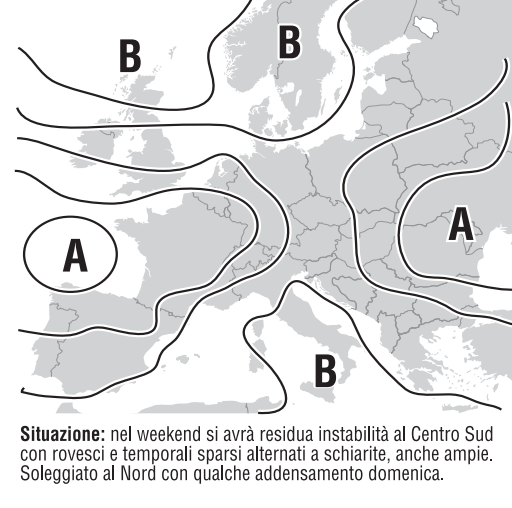 B
B
A
A
B
Situazione: nel weekend si avrà residua instabilità al Centro Sud
con rovesci e temporali sparsi alternati a schiarite, anche ampie.
Soleggiato al Nord con qualche addensamento domenica.